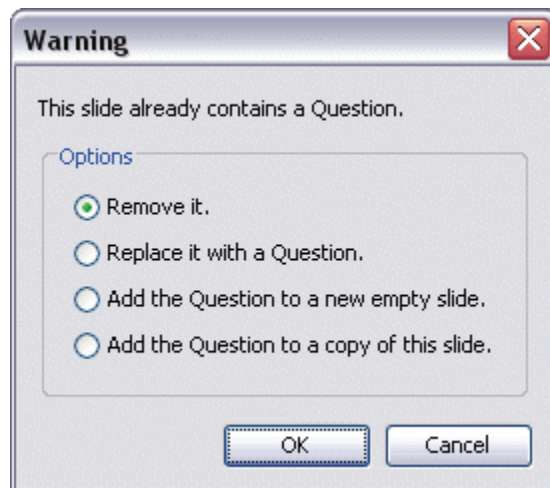 Warning
This slide already contains a Question.
Options
Remove it.
Replace it with a Question.
Add the Question to a new empty slide.
Add the Question to a copy of this slide.
OK
Cancel